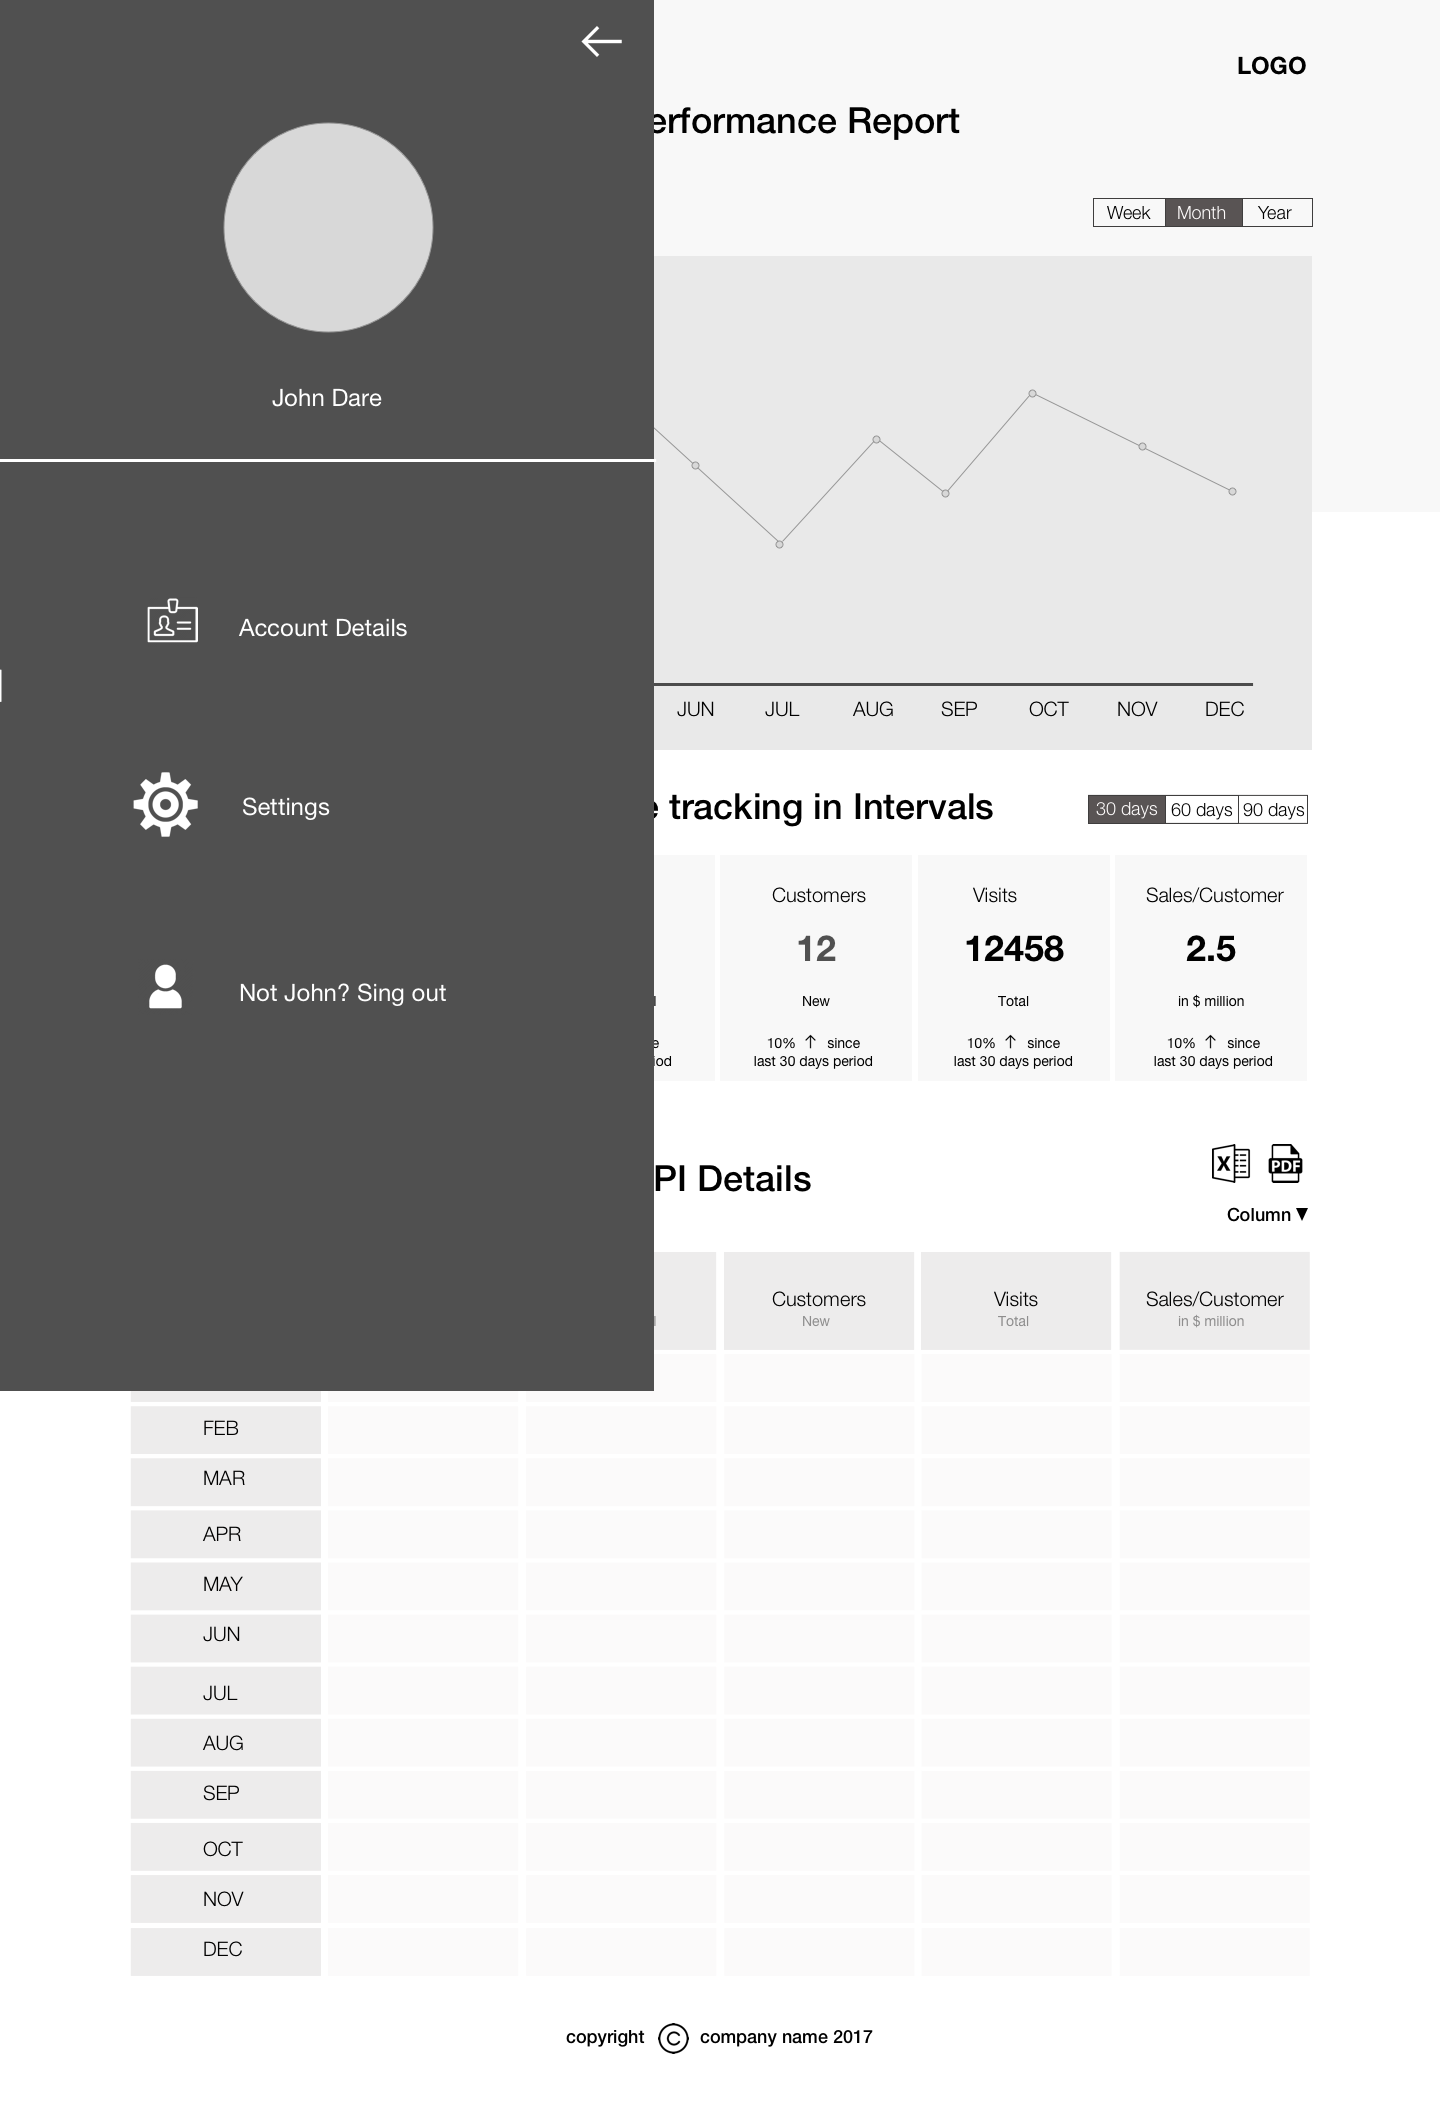 LOGO
erformance Report
Week Month Year
John Dare
Account Details
Settings
Not John? Sing out
JUN JUL AUG SEP OCT NOV DEC
e tracking in Intervals
30 days 60 days 90 days
Customers
12
New
10% ↑ since
last 30 days period
Visits
12458
Total
10% ↑ since
last 30 days period
Sales/Customer
2.5
in $ million
10% ↑ since
last 30 days period
e
iod
PI Details
X PDF
Column ▼
Customers
New
Visits
Total
Sales/Customer
in $ million
FEB
MAR
APR
MAY
JUN
JUL
AUG
SEP
OCT
NOV
DEC
copyright © company name 2017